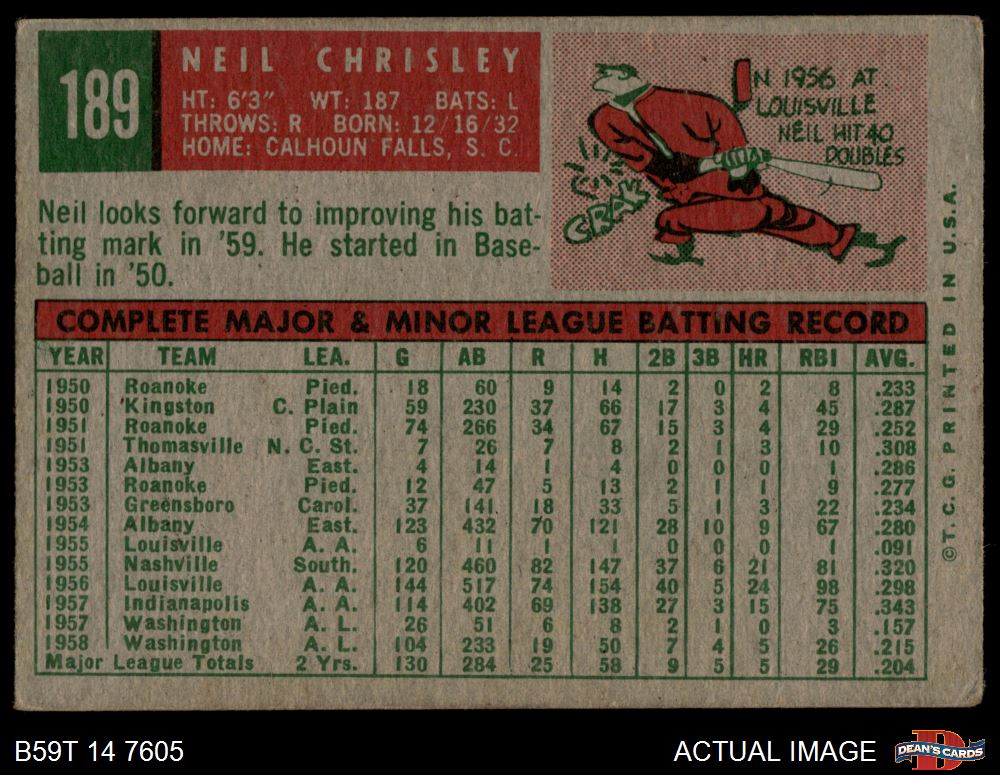 189
NEIL CHRISLEY
HT: 6'3" WT: 187 BATS: L
THROWS: R BORN: 12/16/32
HOME: CALHOUN FALLS, S. C.
IN 1956 AT
LOUISVILLE
NEIL HIT 40
DOUBLES
CRAK
Neil looks forward to improving his bat-
ting mark in '59. He started in Base-
ball in '50.
COMPLETE MAJOR & MINOR LEAGUE BATTING RECORD
YEAR TEAM LEA. G AB R H 2B 3B HR RBI AVG.
1950 Roanoke Pied. 18 60 9 14 2 0 2 8 .233
1950 Kingston C. Plain 59 230 37 66 17 3 4 45 .287
1951 Roanoke Pied. 74 266 34 67 15 3 4 29 .252
1951 Thomasville N. C. St. 7 26 7 8 2 1 3 10 .308
1953 Albany East. 4 14 1 4 0 0 0 1 .286
1953 Roanoke Pied. 12 47 5 13 2 1 1 9 .277
1953 Greensboro Carol. 37 141 18 33 5 1 3 22 .234
1954 Albany East. 123 432 70 121 28 10 9 67 .280
1955 Louisville A. A. 6 11 1 1 0 0 0 1 .091
1955 Nashville South. 120 460 82 147 37 6 21 81 .320
1956 Louisville A. A. 144 517 74 154 40 5 24 98 .298
1957 Indianapolis A. A. 114 402 69 138 27 3 15 75 .343
1957 Washington A. L. 26 51 6 8 2 1 0 3 .157
1958 Washington A. L. 104 233 19 50 7 4 5 26 .215
Major League Totals 2 Yrs. 130 284 25 58 9 5 5 29 .204
© T. C. G. PRINTED IN U.S.A.
B59T 14 7605
ACTUAL IMAGE
DEAN'S CARDS